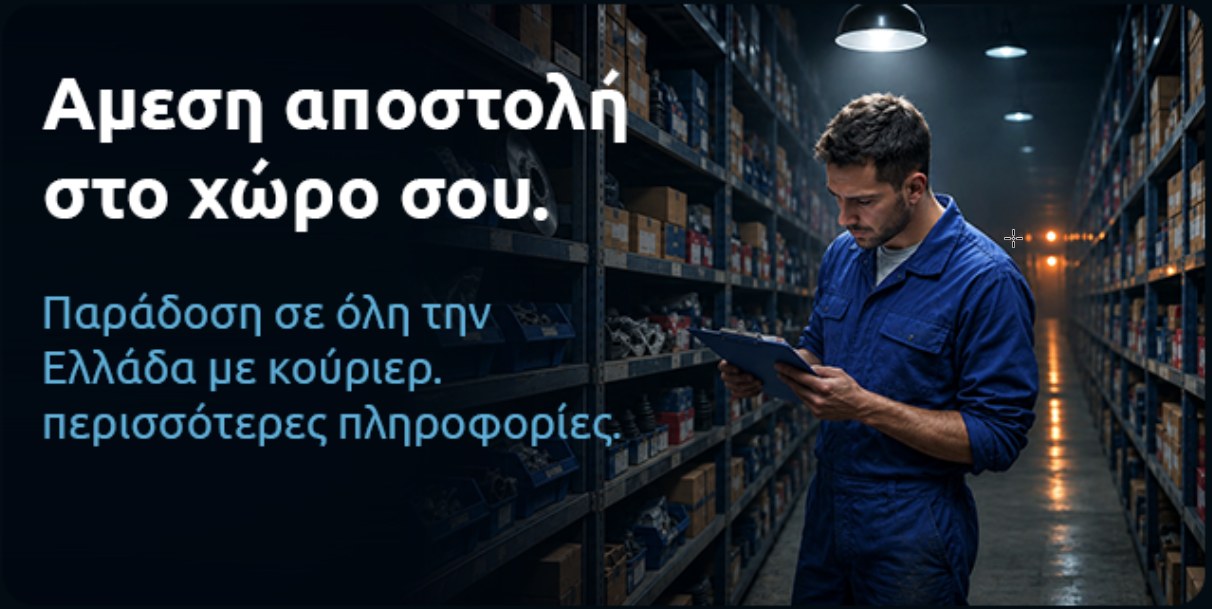 Αμεση αποστολή
στο χώρο σου.
Παράδοση σε όλη την
Ελλάδα με κούριερ.
περισσότερες πληροφορίες.